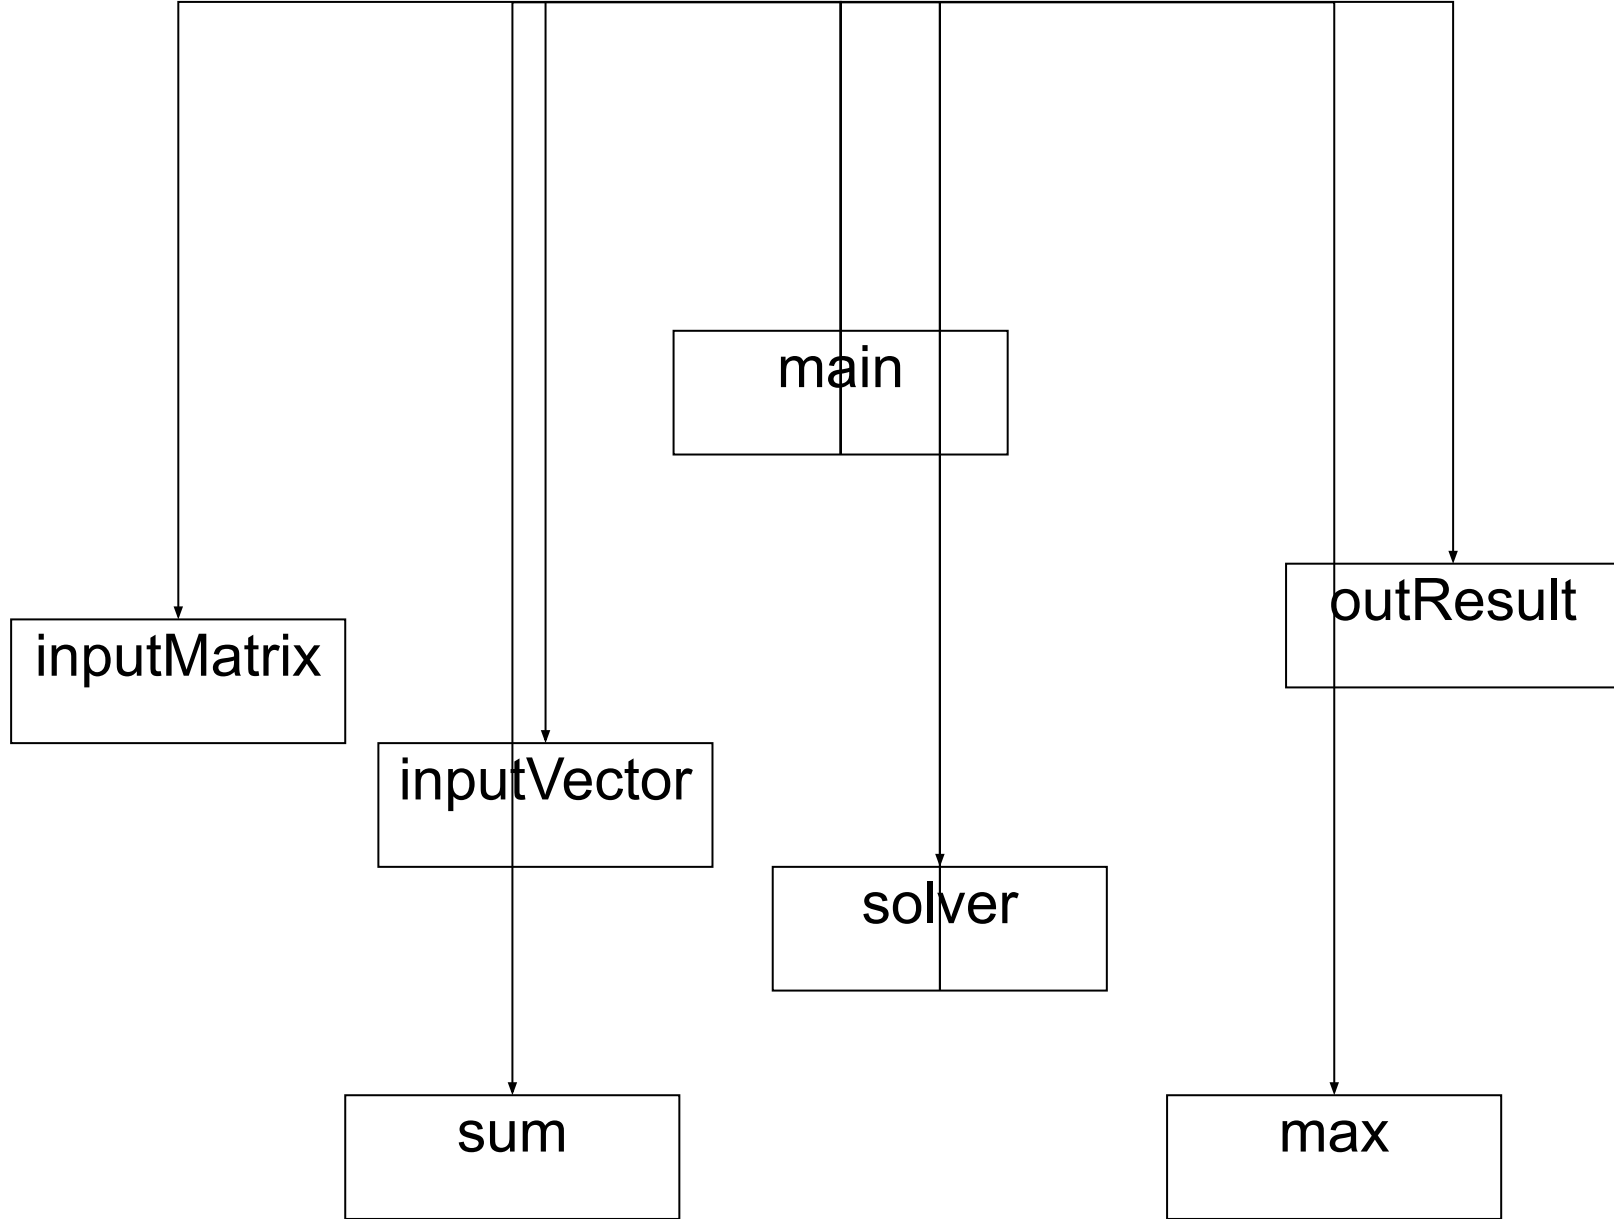 main
outResult
inputMatrix
inputVector
solver
sum
max